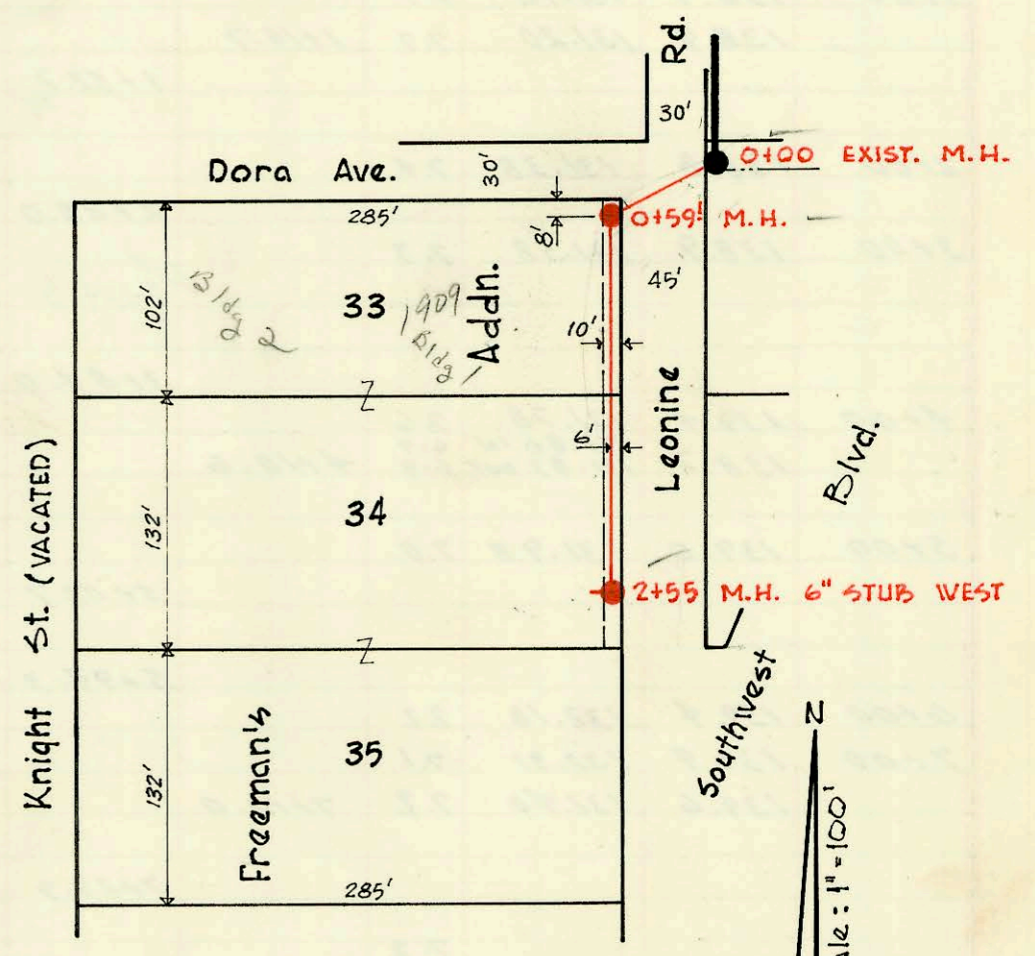 Rd.
30'
0+00 EXIST. M.H.
Dora Ave.
30'
285'
8'
0+59! M.H.
45'
Bldg 2
102'
33
1909
Bldg 1
Addn.
10'
6'
Leonine
Blvd.
34
132'
Knight St. (VACATED)
2+55 M.H. 6" STUB WEST
Southwest
N
35
132'
Freeman's
285'
1"=100'